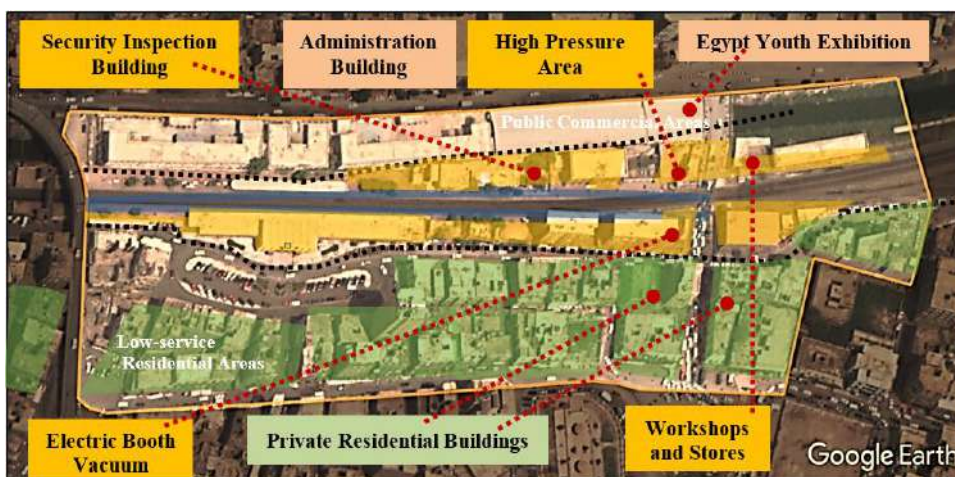 Security Inspection
Building
Administration
Building
High Pressure
Area
Egypt Youth Exhibition
Public Commercial Areas
Low-service
Residential Areas
Electric Booth
Vacuum
Private Residential Buildings
Workshops
and Stores
Google Earth